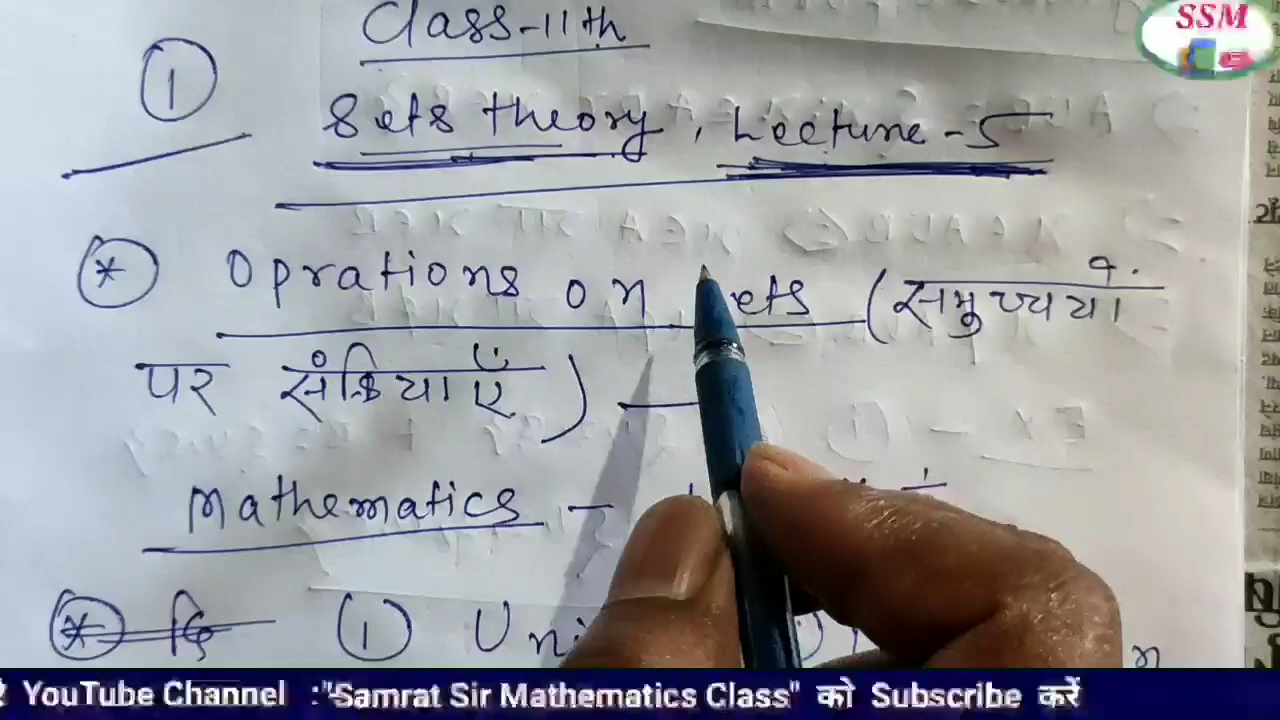 SSM
Class-11th
1
Sets theory, Lecture-5
* Oprations on ets (समुच्चयों
पर संक्रियाएँ) —
Mathematics –
* (1) Uni
YouTube Channel :"Samrat Sir Mathematics Class" को Subscribe करें